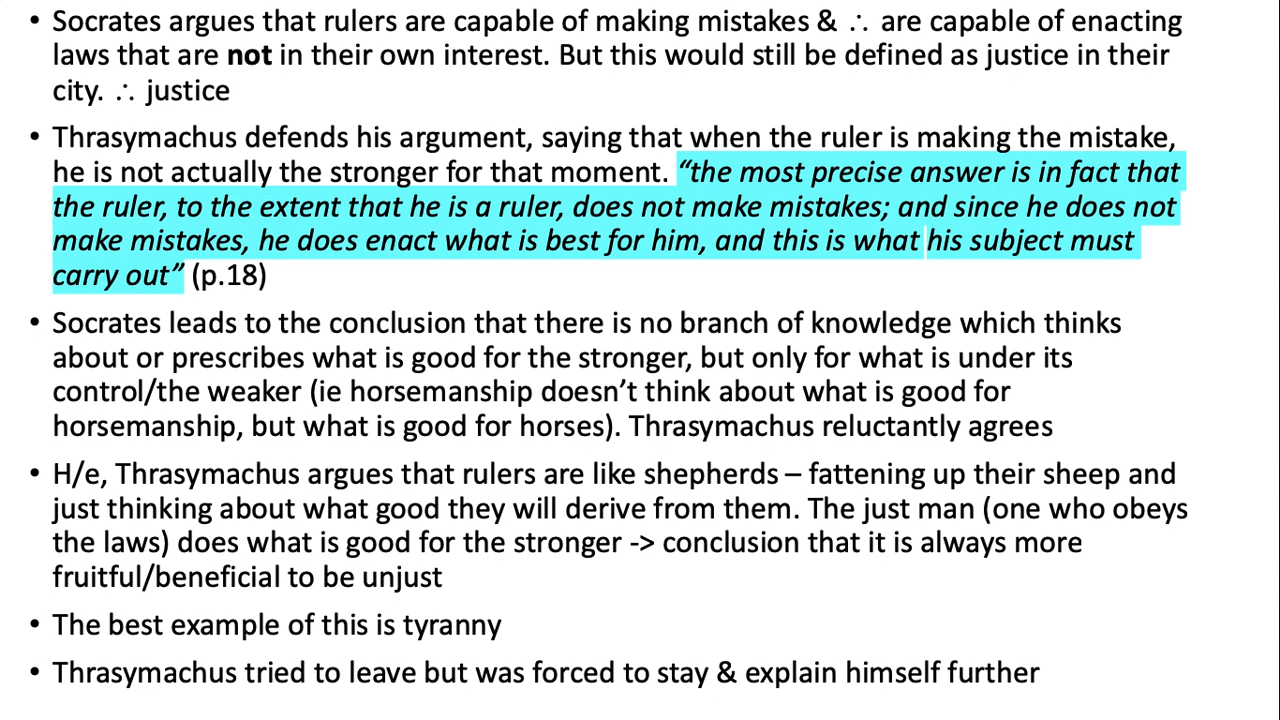 • Socrates argues that rulers are capable of making mistakes & ∴ are capable of enacting
laws that are not in their own interest. But this would still be defined as justice in their
city. ∴ justice
• Thrasymachus defends his argument, saying that when the ruler is making the mistake,
he is not actually the stronger for that moment. “the most precise answer is in fact that
the ruler, to the extent that he is a ruler, does not make mistakes; and since he does not
make mistakes, he does enact what is best for him, and this is what his subject must
carry out” (p.18)
• Socrates leads to the conclusion that there is no branch of knowledge which thinks
about or prescribes what is good for the stronger, but only for what is under its
control/the weaker (ie horsemanship doesn’t think about what is good for
horsemanship, but what is good for horses). Thrasymachus reluctantly agrees
• H/e, Thrasymachus argues that rulers are like shepherds – fattening up their sheep and
just thinking about what good they will derive from them. The just man (one who obeys
the laws) does what is good for the stronger -> conclusion that it is always more
fruitful/beneficial to be unjust
• The best example of this is tyranny
• Thrasymachus tried to leave but was forced to stay & explain himself further